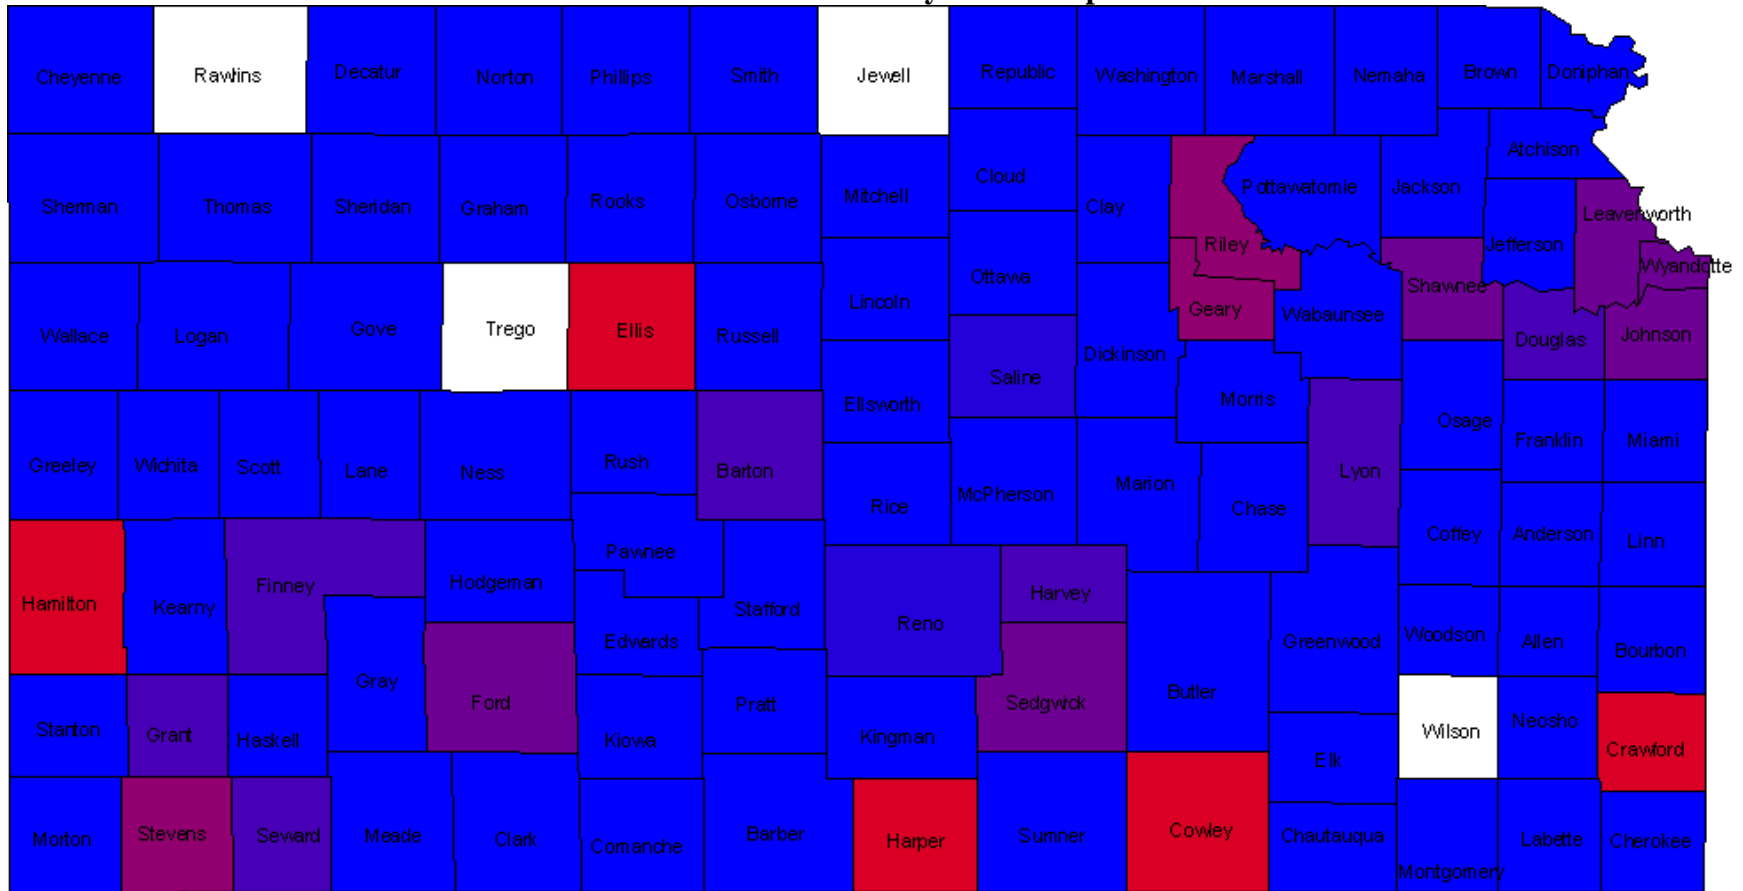 Cheyenne
Rawlins
Decatur
Norton
Phillips
Smith
Jewell
Republic
Washington
Marshall
Nemaha
Brown
Doniphan
Sherman
Thomas
Sheridan
Graham
Rooks
Osborne
Mitchell
Cloud
Clay
Riley
Pottawatomie
Jackson
Atchison
Jefferson
Leavenworth
Wyandotte
Wallace
Logan
Gove
Trego
Ellis
Russell
Lincoln
Ottawa
Saline
Dickinson
Geary
Wabaunsee
Shawnee
Douglas
Johnson
Greeley
Wichita
Scott
Lane
Ness
Rush
Barton
Ellsworth
Rice
McPherson
Marion
Morris
Chase
Lyon
Osage
Franklin
Miami
Hamilton
Kearny
Finney
Hodgeman
Pawnee
Edwards
Stafford
Reno
Harvey
Coffey
Anderson
Linn
Stanton
Grant
Haskell
Gray
Ford
Kiowa
Pratt
Kingman
Sedgwick
Butler
Greenwood
Woodson
Allen
Bourbon
Elk
Wilson
Neosho
Crawford
Morton
Stevens
Seward
Meade
Clark
Comanche
Barber
Harper
Sumner
Cowley
Chautauqua
Montgomery
Labette
Cherokee